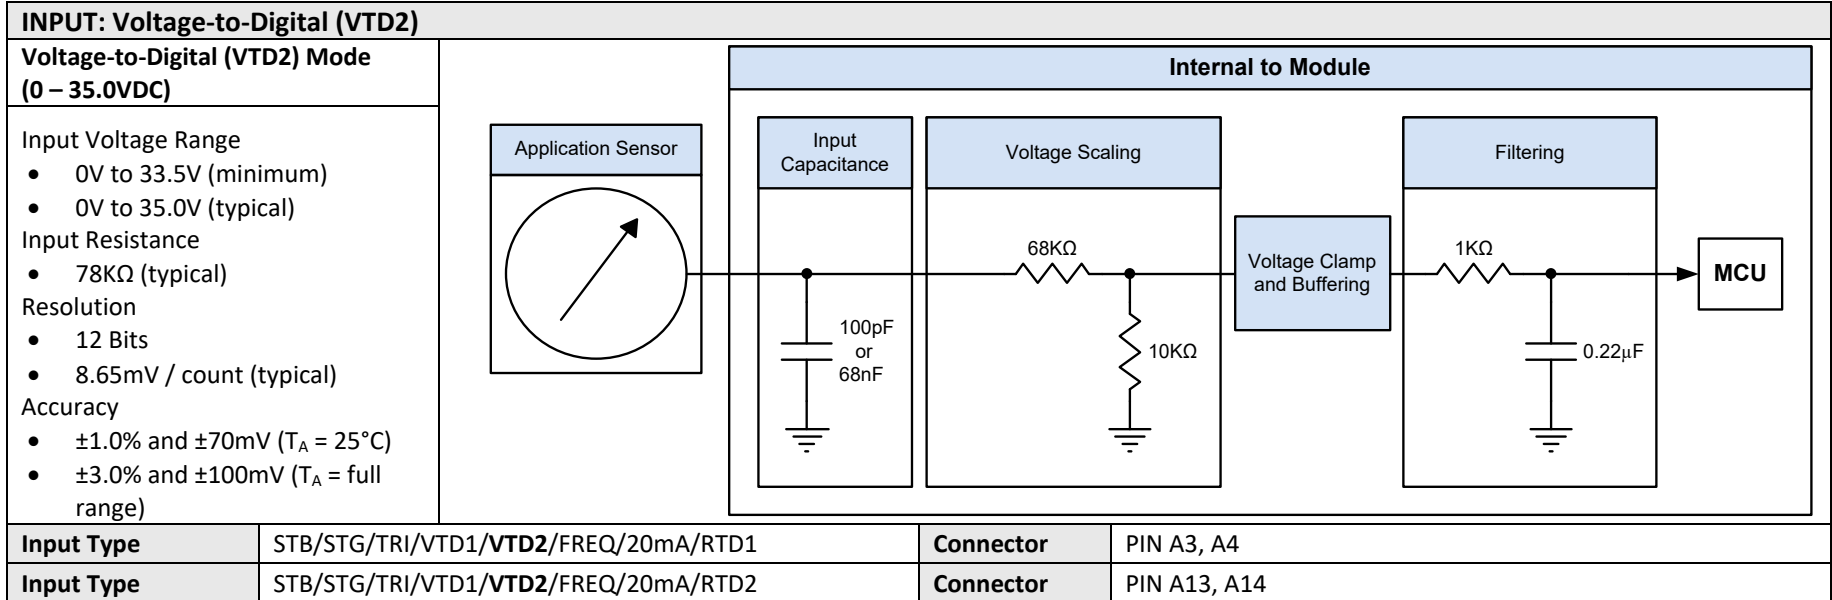 INPUT: Voltage-to-Digital (VTD2)
Voltage-to-Digital (VTD2) Mode
(0 – 35.0VDC)
Input Voltage Range
• 0V to 33.5V (minimum)
• 0V to 35.0V (typical)
Input Resistance
• 78KΩ (typical)
Resolution
• 12 Bits
• 8.65mV / count (typical)
Accuracy
• ±1.0% and ±70mV (TA = 25°C)
• ±3.0% and ±100mV (TA = full
range)
Internal to Module
Application Sensor
Input
Capacitance
100pF
or
68nF
Voltage Scaling
68KΩ
10KΩ
Voltage Clamp
and Buffering
Filtering
1KΩ
0.22µF
MCU
Input Type STB/STG/TRI/VTD1/VTD2/FREQ/20mA/RTD1 Connector PIN A3, A4
Input Type STB/STG/TRI/VTD1/VTD2/FREQ/20mA/RTD2 Connector PIN A13, A14